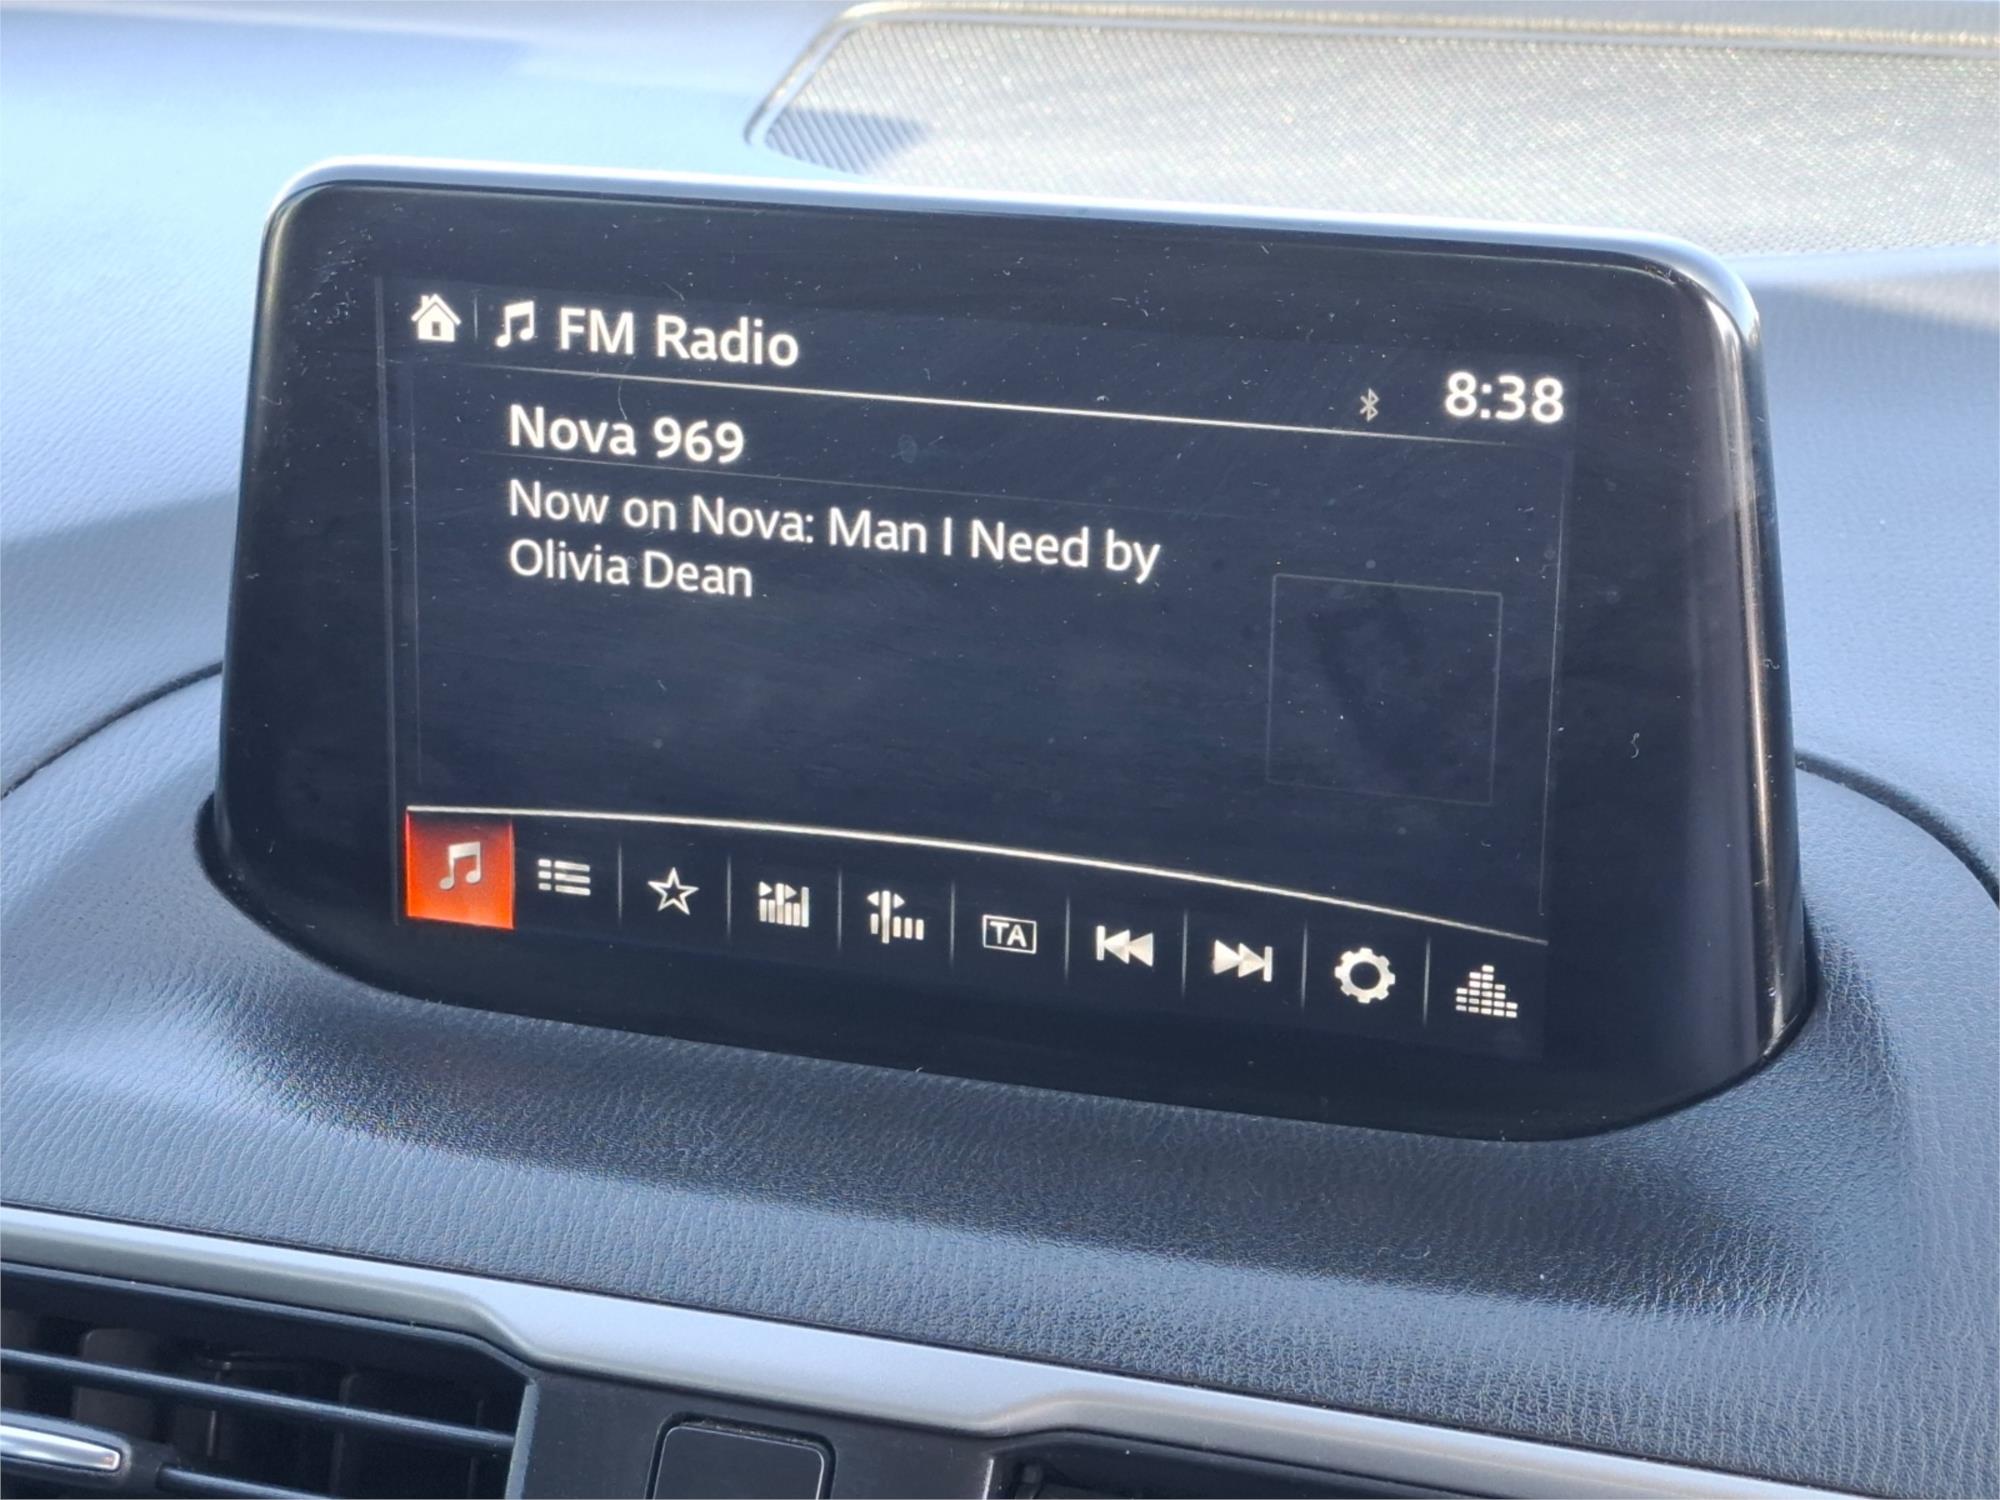 FM Radio
8:38
Nova 969
Now on Nova: Man I Need by
Olivia Dean
TA